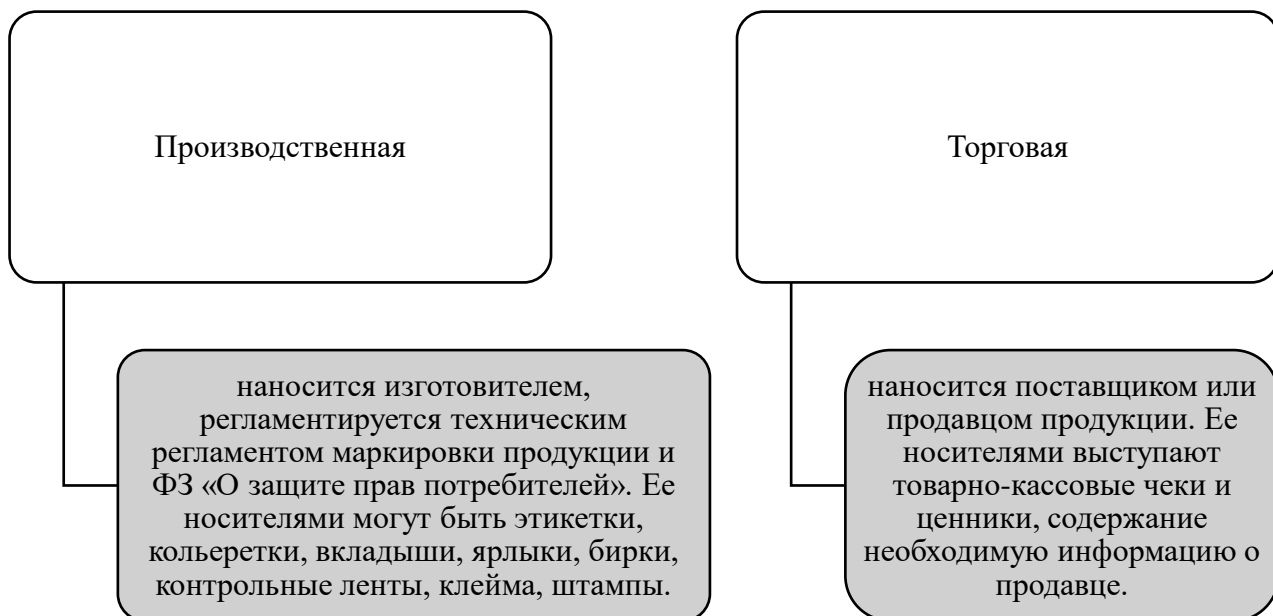 Производственная
Торговая
наносится изготовителем,
регламентируется техническим
регламентом маркировки продукции и
ФЗ «О защите прав потребителей». Ее
носителями могут быть этикетки,
кольеретки, вкладыши, ярлыки, бирки,
контрольные ленты, клейма, штампы.
наносится поставщиком или
продавцом продукции. Ее
носителями выступают
товарно-кассовые чеки и
ценники, содержание
необходимую информацию о
продавце.